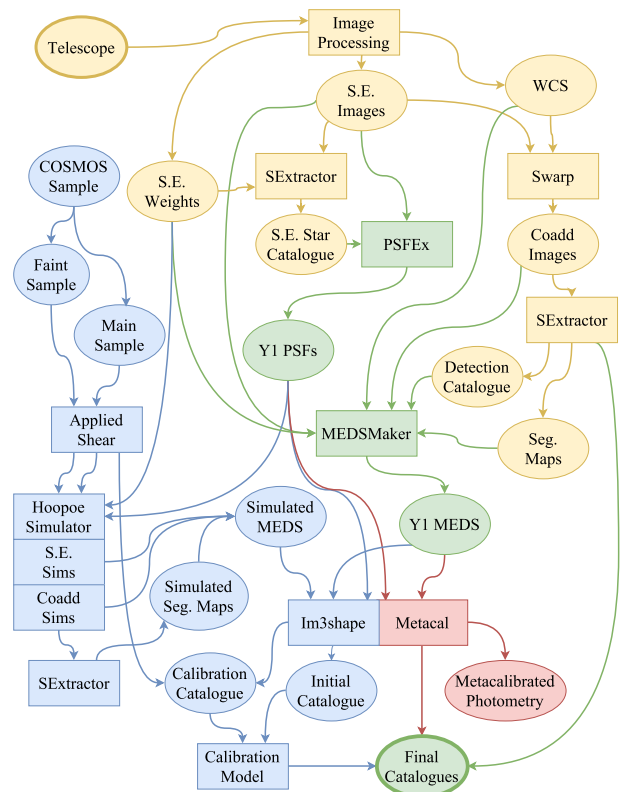 Image
Processing
Telescope
S.E.
Images
WCS
COSMOS
Sample
S.E.
Weights
SExtractor
Swarp
S.E. Star
Catalogue
PSFEx
Coadd
Images
Faint
Sample
Main
Sample
SExtractor
Y1 PSFs
Detection
Catalogue
Applied
Shear
MEDSMaker
Seg.
Maps
Hoopoe
Simulator
Simulated
MEDS
Y1 MEDS
S.E.
Sims
Coadd
Sims
Simulated
Seg. Maps
Im3shape
Metacal
SExtractor
Calibration
Catalogue
Initial
Catalogue
Metacalibrated
Photometry
Calibration
Model
Final
Catalogues